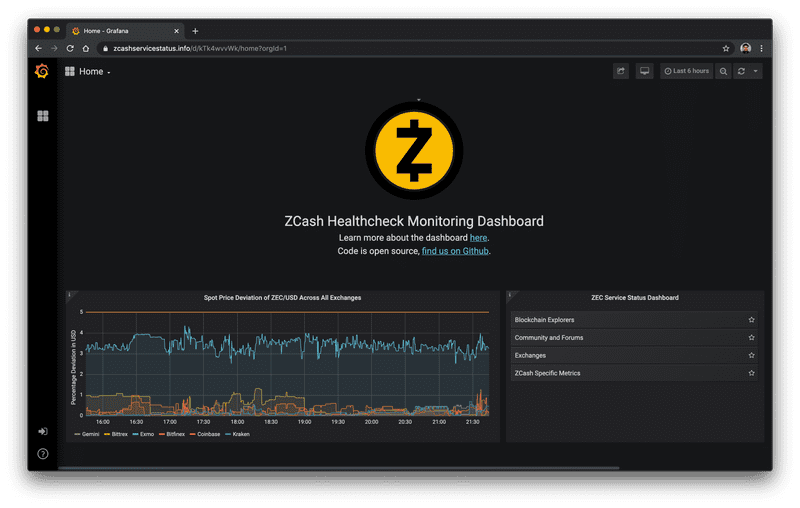 Home - Grafana
zcashservicestatus.info/d/kTk4wvvWk/home?orgId=1
Home
Last 6 hours
ZCash Healthcheck Monitoring Dashboard
Learn more about the dashboard here.
Code is open source, find us on Github.
Spot Price Deviation of ZEC/USD Across All Exchanges
Percentage Deviation in USD
5
4
3
2
1
0
16:00 16:30 17:00 17:30 18:00 18:30 19:00 19:30 20:00 20:30 21:00 21:30
Gemini Bittrex Exmo Bitfinex Coinbase Kraken
ZEC Service Status Dashboard
Blockchain Explorers
Community and Forums
Exchanges
ZCash Specific Metrics